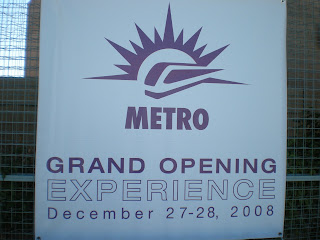 METRO
GRAND OPENING
EXPERIENCE
December 27-28, 2008